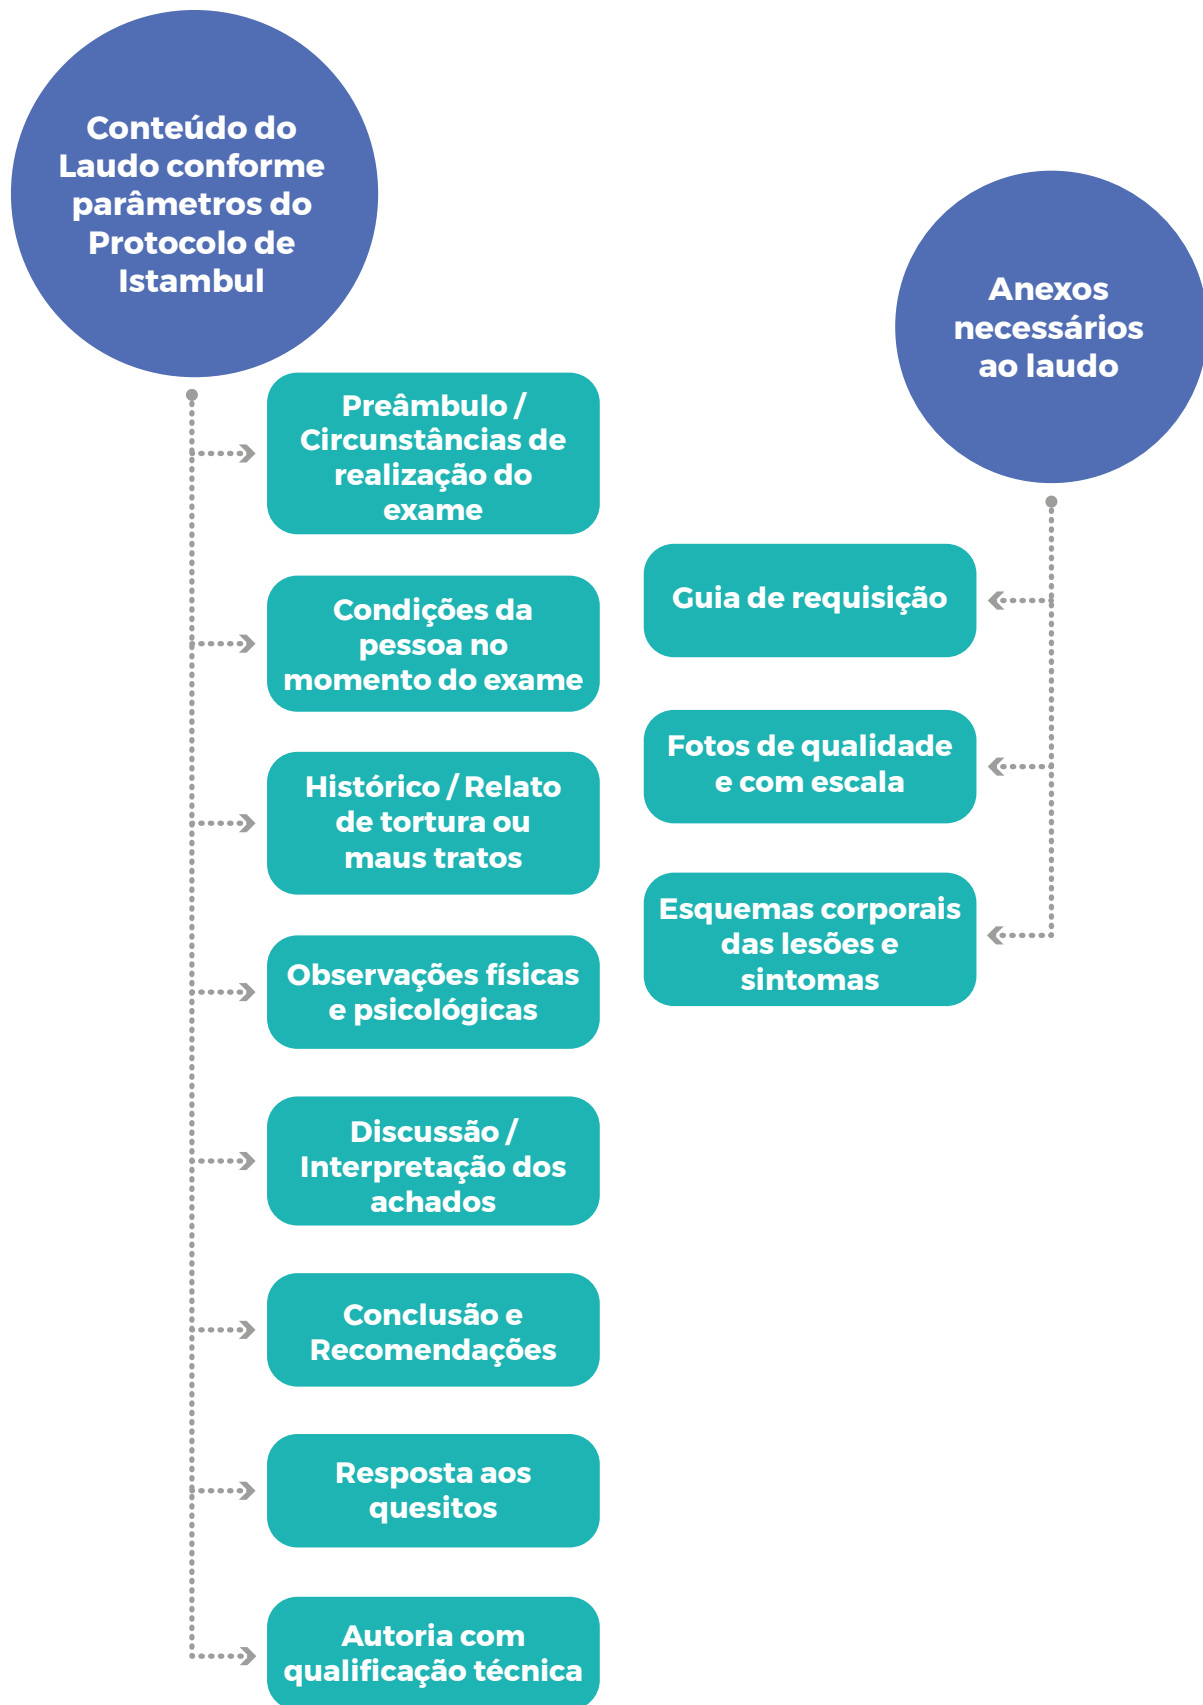 Conteúdo do
Laudo conforme
parâmetros do
Protocolo de
Istambul
Preâmbulo /
Circunstâncias de
realização do
exame
Condições da
pessoa no
momento do exame
Histórico / Relato
de tortura ou
maus tratos
Observações físicas
e psicológicas
Discussão /
Interpretação dos
achados
Conclusão e
Recomendações
Resposta aos
quesitos
Autoria com
qualificação técnica
Anexos
necessários
ao laudo
Guia de requisição
Fotos de qualidade
e com escala
Esquemas corporais
das lesões e
sintomas